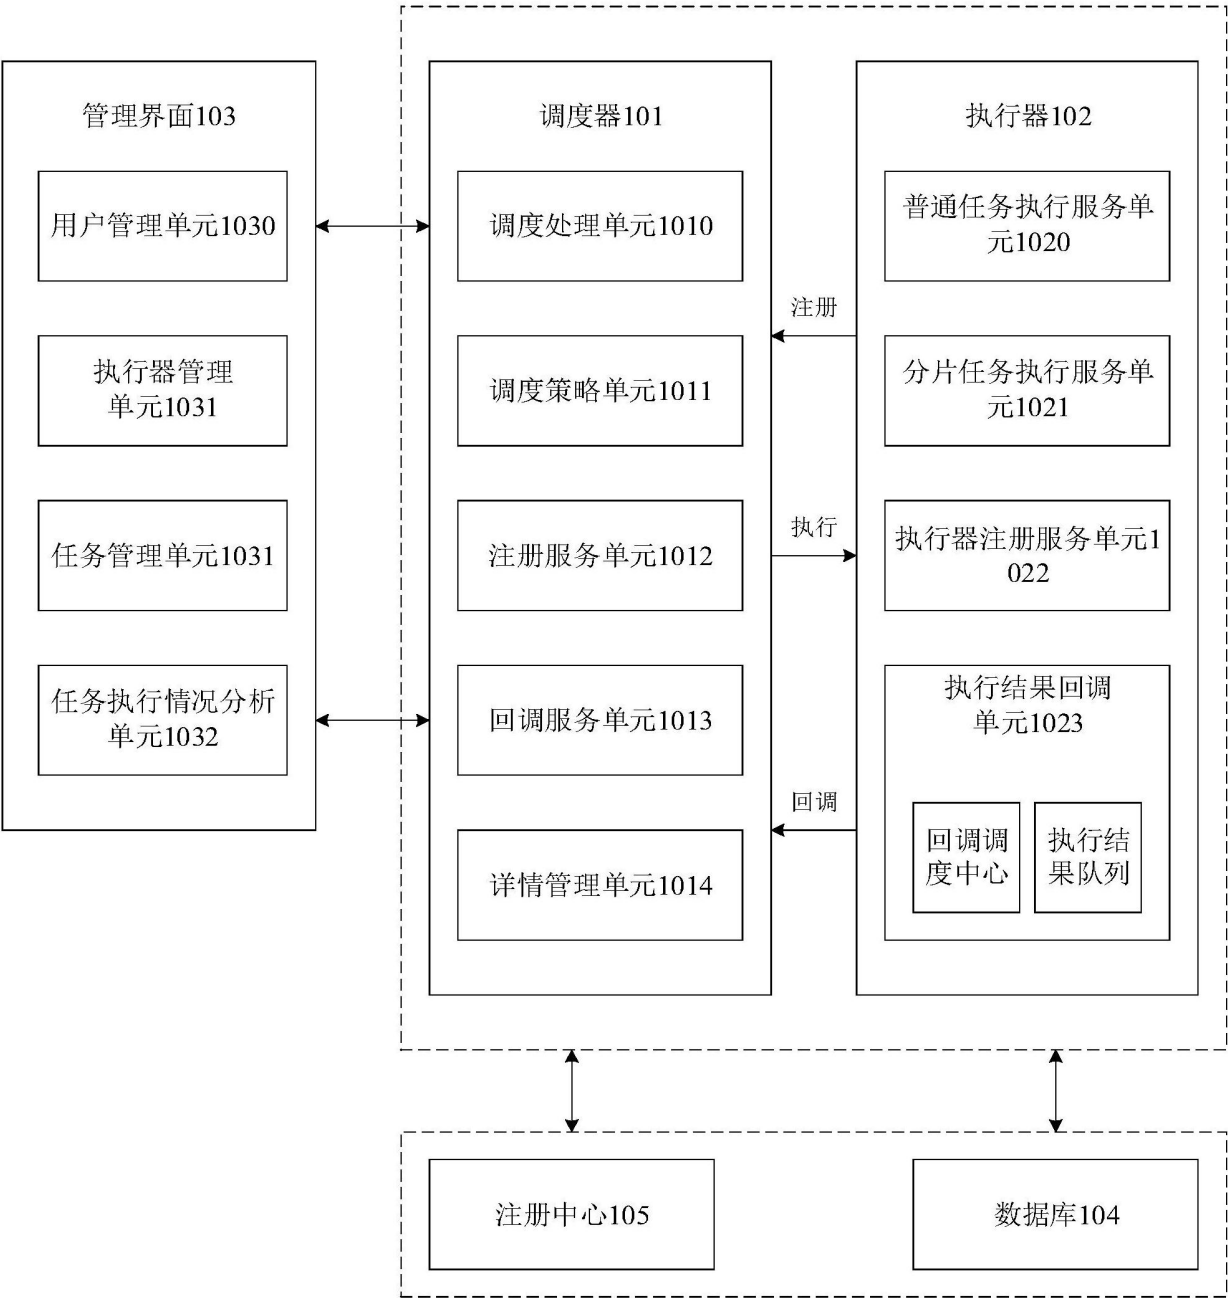 管理界面103
用户管理单元1030
执行器管理
单元1031
任务管理单元1031
任务执行情况分析
单元1032
调度器101
调度处理单元1010
调度策略单元1011
注册服务单元1012
回调服务单元1013
详情管理单元1014
注册
执行
回调
执行器102
普通任务执行服务单
元1020
分片任务执行服务单
元1021
执行器注册服务单元1
022
执行结果回调
单元1023
回调调
度中心
执行结
果队列
注册中心105
数据库104